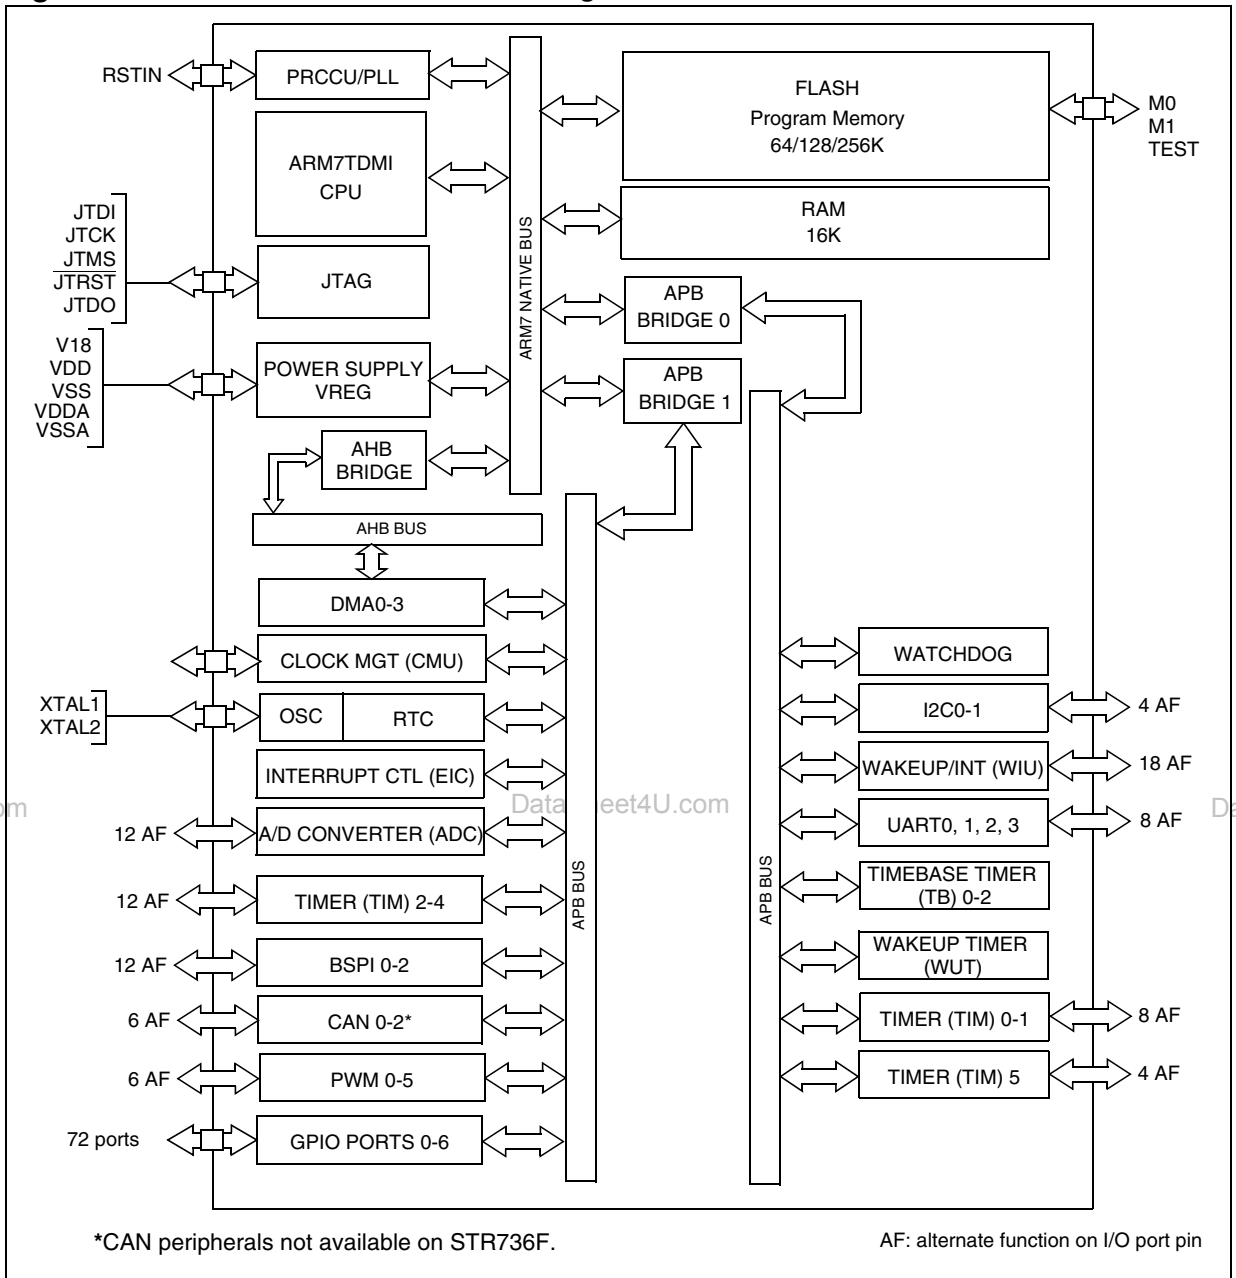 RSTIN
PRCCU/PLL
ARM7TDMI
CPU
JTDI
JTCK
JTMS
JTRST
JTDO
JTAG
V18
VDD
VSS
VDDA
VSSA
POWER SUPPLY
VREG
AHB
BRIDGE
AHB BUS
ARM7 NATIVE BUS
FLASH
Program Memory
64/128/256K
M0
M1
TEST
RAM
16K
APB
BRIDGE 0
APB
BRIDGE 1
DMA0-3
CLOCK MGT (CMU)
XTAL1
XTAL2
OSC
RTC
INTERRUPT CTL (EIC)
12 AF
A/D CONVERTER (ADC)
12 AF
TIMER (TIM) 2-4
12 AF
BSPI 0-2
6 AF
CAN 0-2*
6 AF
PWM 0-5
72 ports
GPIO PORTS 0-6
APB BUS
APB BUS
WATCHDOG
I2C0-1
4 AF
WAKEUP/INT (WIU)
18 AF
UART0, 1, 2, 3
8 AF
TIMEBASE TIMER
(TB) 0-2
WAKEUP TIMER
(WUT)
TIMER (TIM) 0-1
8 AF
TIMER (TIM) 5
4 AF
*CAN peripherals not available on STR736F.
AF: alternate function on I/O port pin